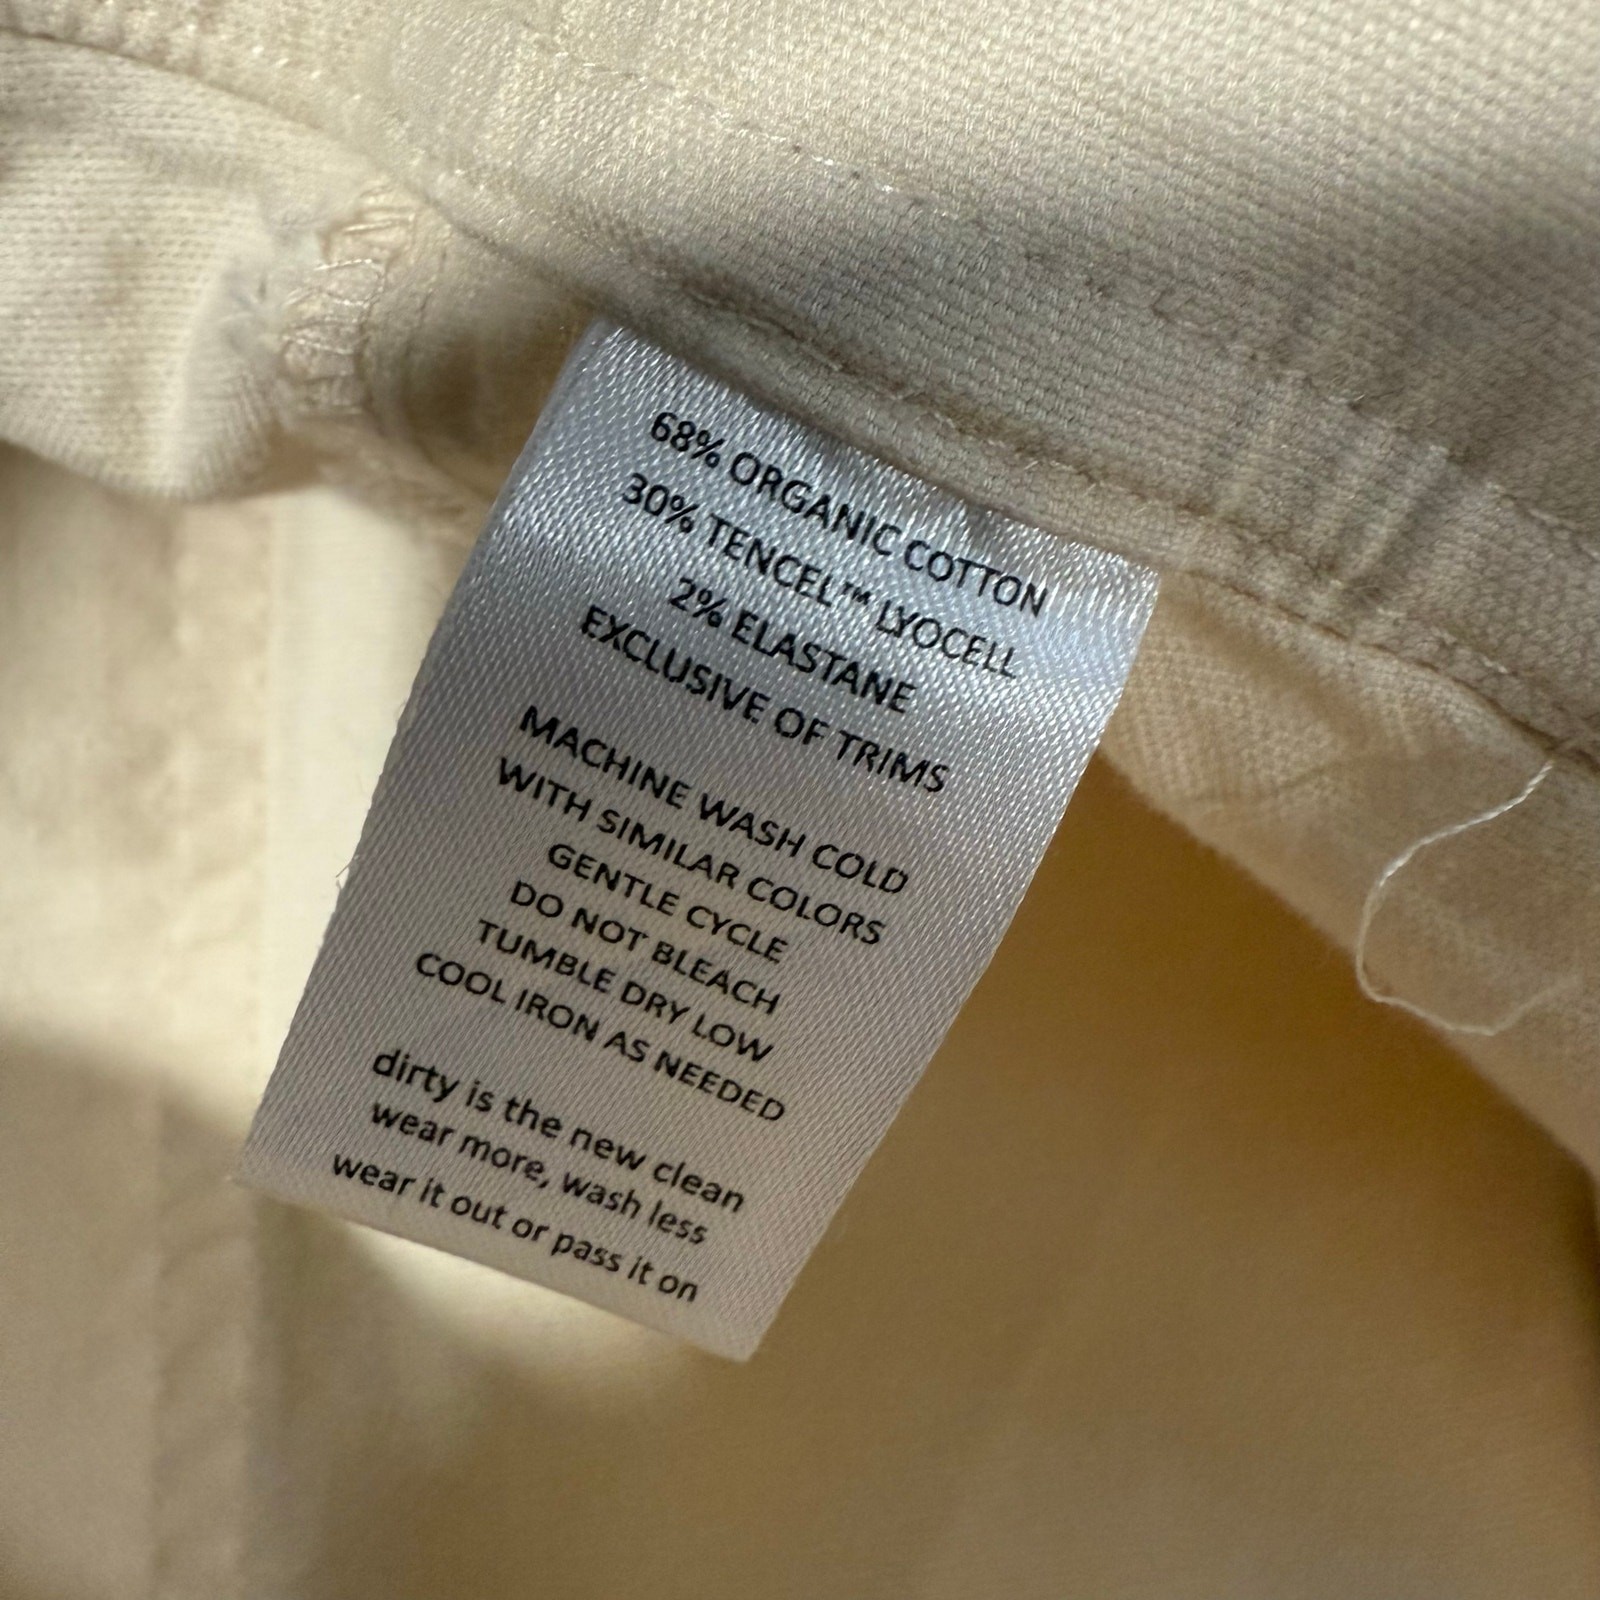 68% ORGANIC COTTON
30% TENCEL™ LYOCELL
2% ELASTANE
EXCLUSIVE OF TRIMS
MACHINE WASH COLD
WITH SIMILAR COLORS
GENTLE CYCLE
DO NOT BLEACH
TUMBLE DRY LOW
COOL IRON AS NEEDED
dirty is the new clean
wear more, wash less
wear it out or pass it on